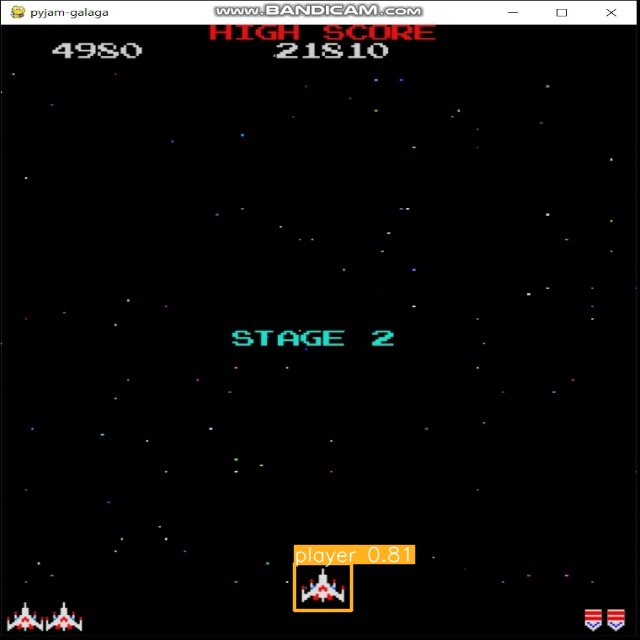 pyjam-galaga
www.BANDICAM.com
HIGH SCORE
4980 21810
STAGE 2
player 0.81